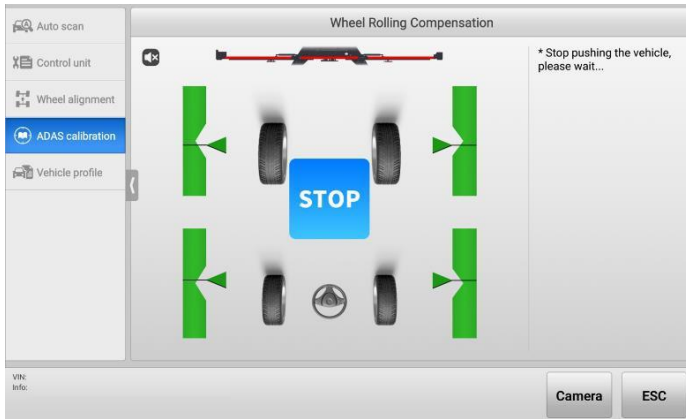 Wheel Rolling Compensation
Auto scan
Control unit
Wheel alignment
ADAS calibration
Vehicle profile
STOP
* Stop pushing the vehicle,
please wait...
VIN:
Info:
Camera
ESC